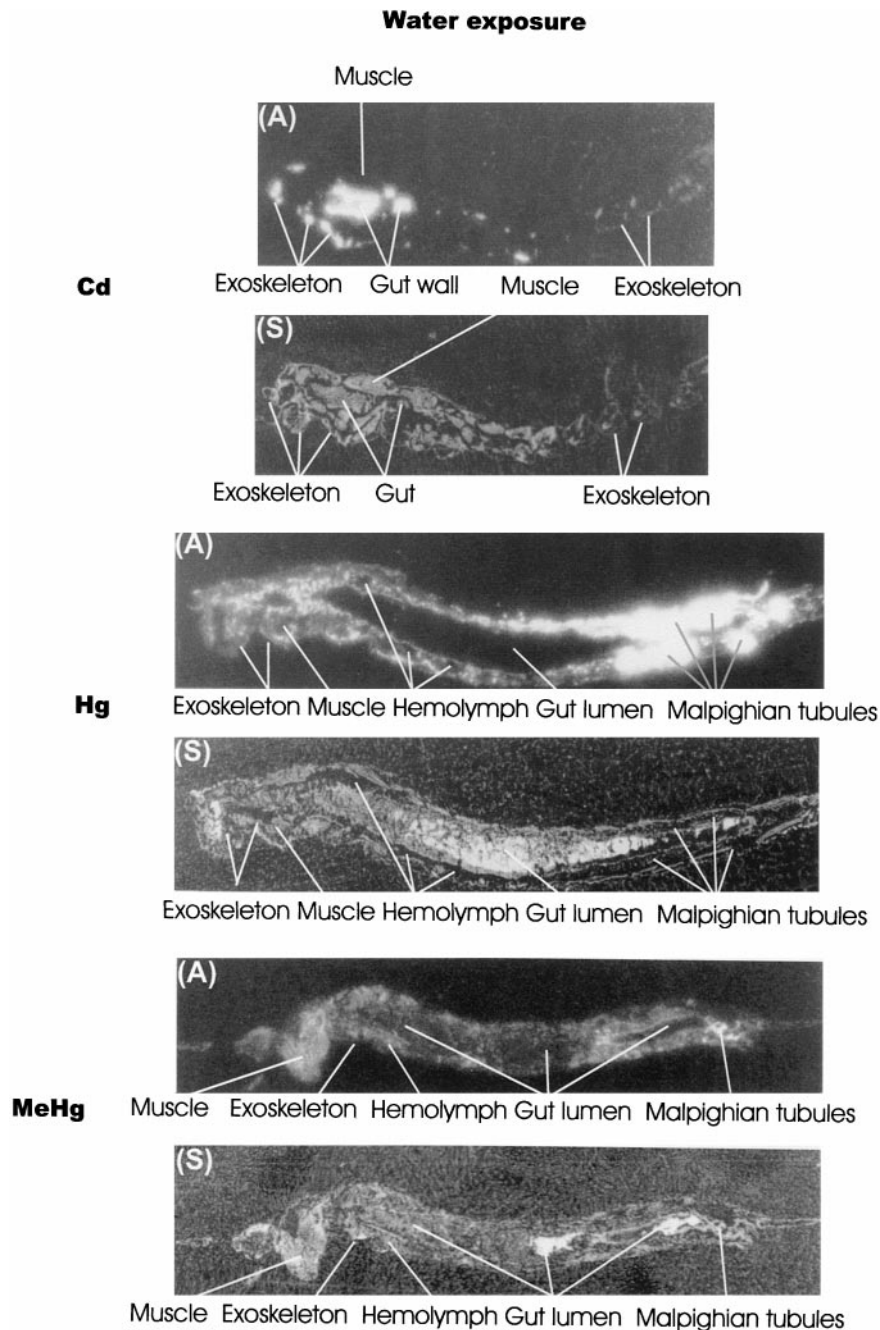 Water exposure
Muscle
(A)
Exoskeleton Gut wall Muscle Exoskeleton
Cd
(S)
Exoskeleton Gut Exoskeleton
(A)
Hg
Exoskeleton Muscle Hemolymph Gut lumen Malpighian tubules
(S)
Exoskeleton Muscle Hemolymph Gut lumen Malpighian tubules
(A)
MeHg
Muscle Exoskeleton Hemolymph Gut lumen Malpighian tubules
(S)
Muscle Exoskeleton Hemolymph Gut lumen Malpighian tubules